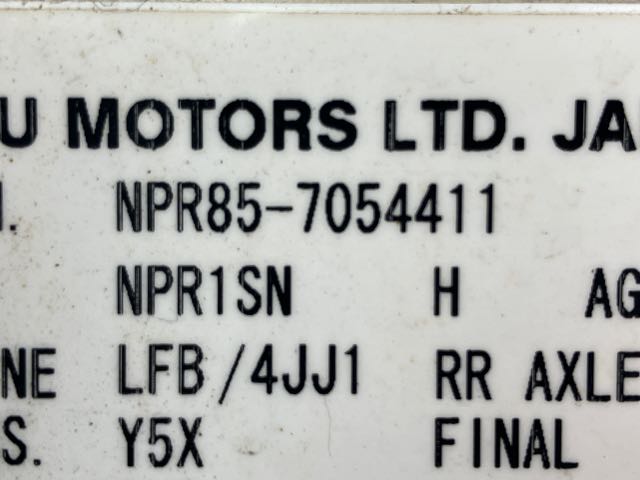 U MOTORS LTD. JA
. NPR85-7054411
NPR1SN H AG
NE LFB/4JJ1 RR AXLE
S. Y5X FINAL